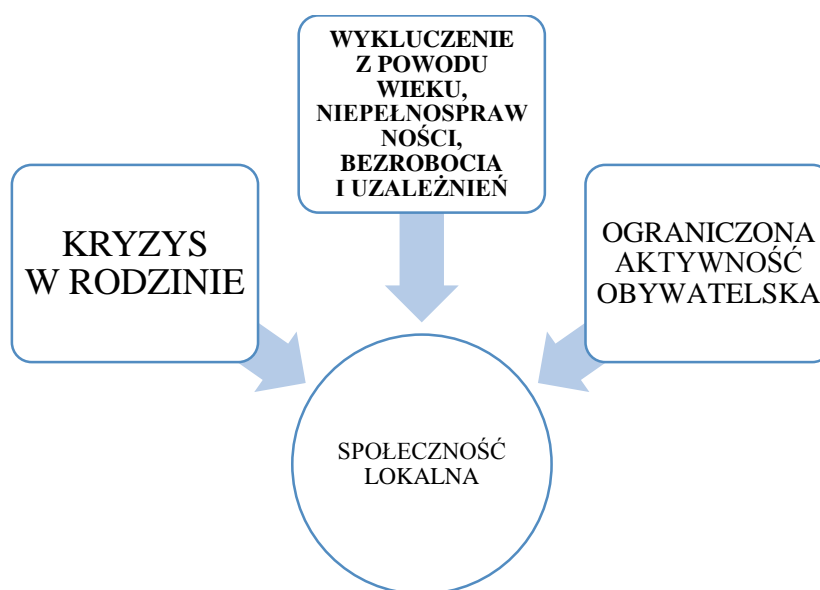 WYKLUCZENIE
Z POWODU
WIEKU,
NIEPEŁNOSPRAW
NOŚCI,
BEZROBOCIA
I UZALEŻNIEŃ
KRYZYS
W RODZINIE
OGRANICZONA
AKTYWNOŚĆ
OBYWATELSKA
SPOŁECZNOŚĆ
LOKALNA